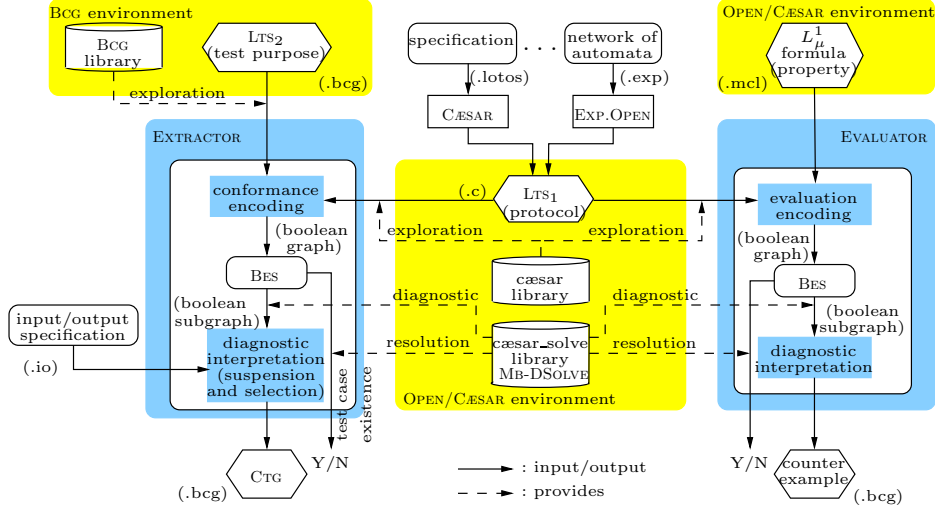 BCG environment
BCG
library
LTS2
(test purpose)
(.bcg)
exploration
specification
. . .
network of
automata
(.lotos)
(.exp)
CÆSAR
EXP.OPEN
OPEN/CÆSAR environment
L1μ
formula
(property)
(.mcl)
EXTRACTOR
conformance
encoding
(boolean
graph)
BES
(boolean
subgraph)
input/output
specification
(.io)
diagnostic
interpretation
(suspension
and selection)
test case
existence
Y/N
CTG
(.bcg)
(.c)
LTS1
(protocol)
exploration
exploration
cæsar
library
diagnostic
diagnostic
resolution
resolution
cæsar_solve
library
MB-DSOLVE
OPEN/CÆSAR environment
EVALUATOR
evaluation
encoding
(boolean
graph)
BES
(boolean
subgraph)
diagnostic
interpretation
Y/N
counter
example
(.bcg)
: input/output
: provides